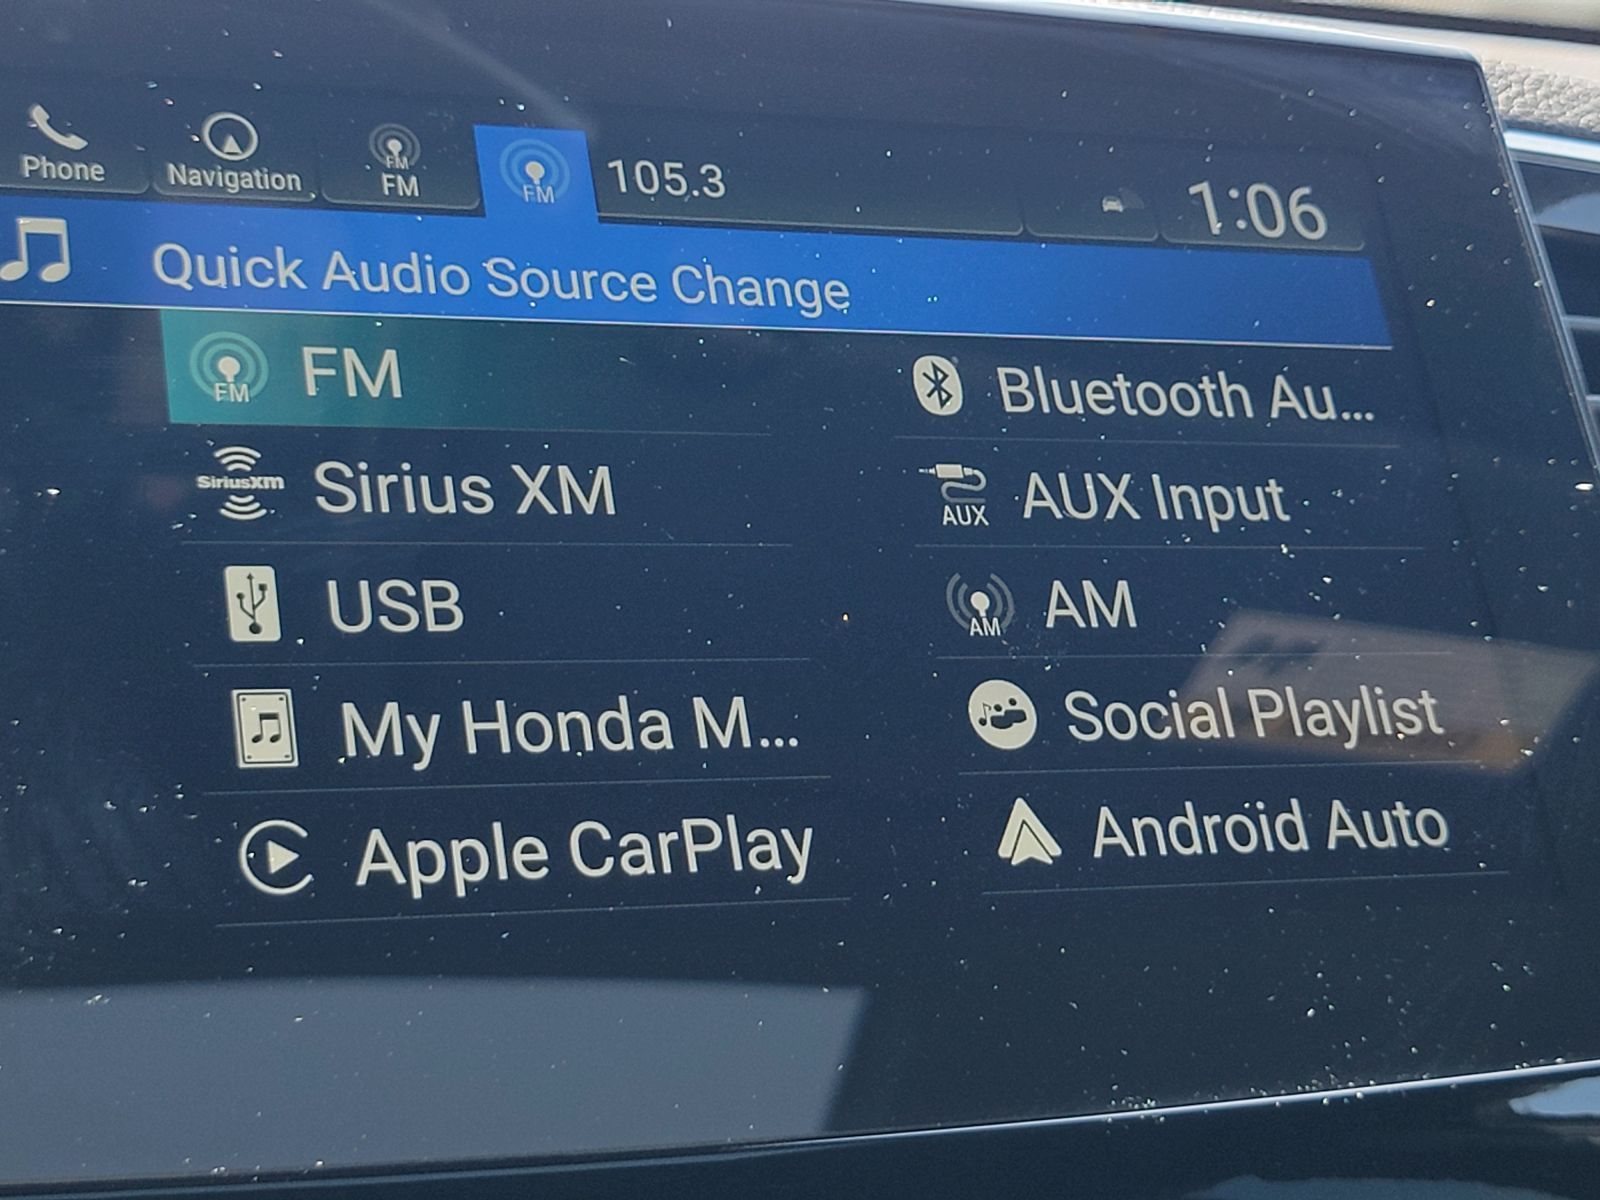 Phone
Navigation
FM
FM
FM
105.3
1:06
Quick Audio Source Change
FM
FM
Bluetooth Au...
SiriusXm
Sirius XM
AUX
AUX Input
USB
AM
AM
My Honda M...
Social Playlist
Apple CarPlay
Android Auto